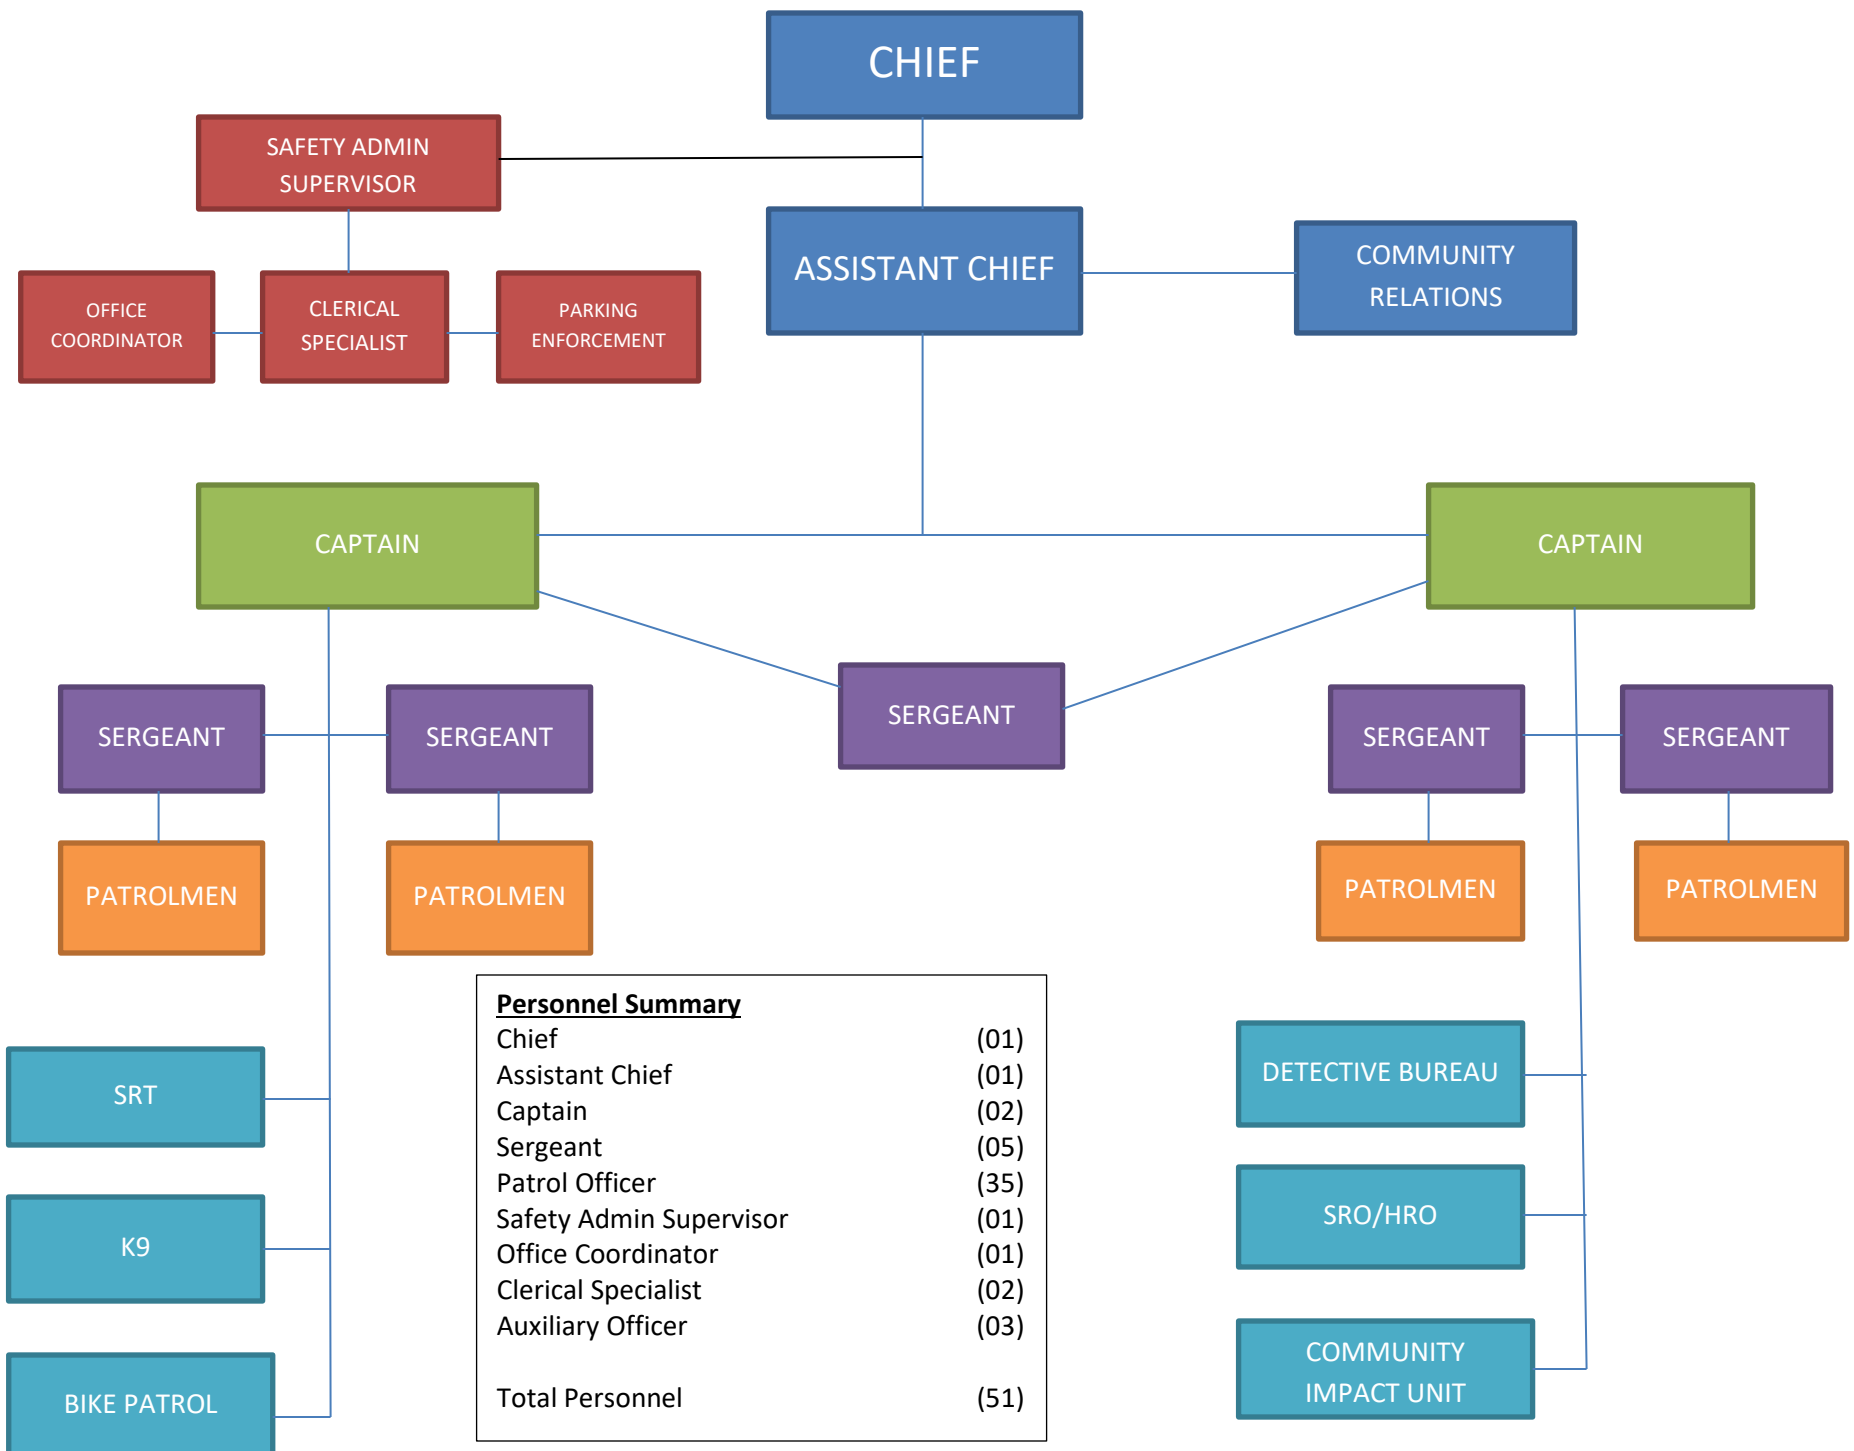 CHIEF
SAFETY ADMIN
SUPERVISOR
ASSISTANT CHIEF
COMMUNITY
RELATIONS
OFFICE
COORDINATOR
CLERICAL
SPECIALIST
PARKING
ENFORCEMENT
CAPTAIN
CAPTAIN
SERGEANT
SERGEANT
SERGEANT
SERGEANT
SERGEANT
PATROLMEN
PATROLMEN
PATROLMEN
PATROLMEN
SRT
K9
BIKE PATROL
Personnel Summary
Chief (01)
Assistant Chief (01)
Captain (02)
Sergeant (05)
Patrol Officer (35)
Safety Admin Supervisor (01)
Office Coordinator (01)
Clerical Specialist (02)
Auxiliary Officer (03)
Total Personnel (51)
DETECTIVE BUREAU
SRO/HRO
COMMUNITY
IMPACT UNIT